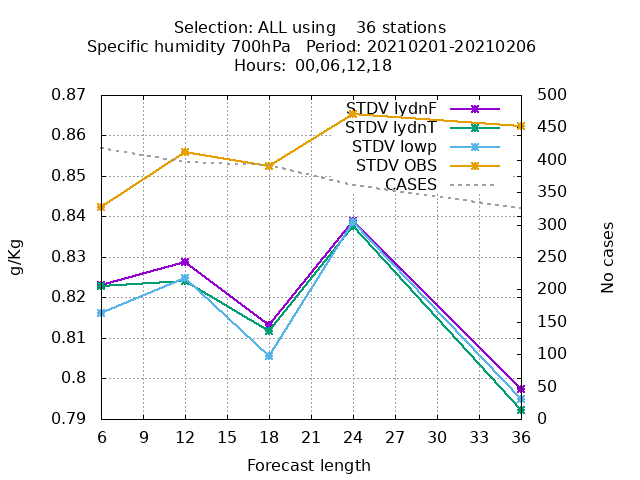 Selection: ALL using    36 stations
Specific humidity 700hPa   Period: 20210201-20210206
Hours:  00,06,12,18
0.87
0.86
0.85
0.84
0.83
0.82
0.81
0.8
0.79
g/Kg
STDV lydnF
STDV lydnT
STDV lowp
STDV OBS
CASES
500
450
400
350
300
250
200
150
100
50
0
No cases
6 9 12 15 18 21 24 27 30 33 36
Forecast length